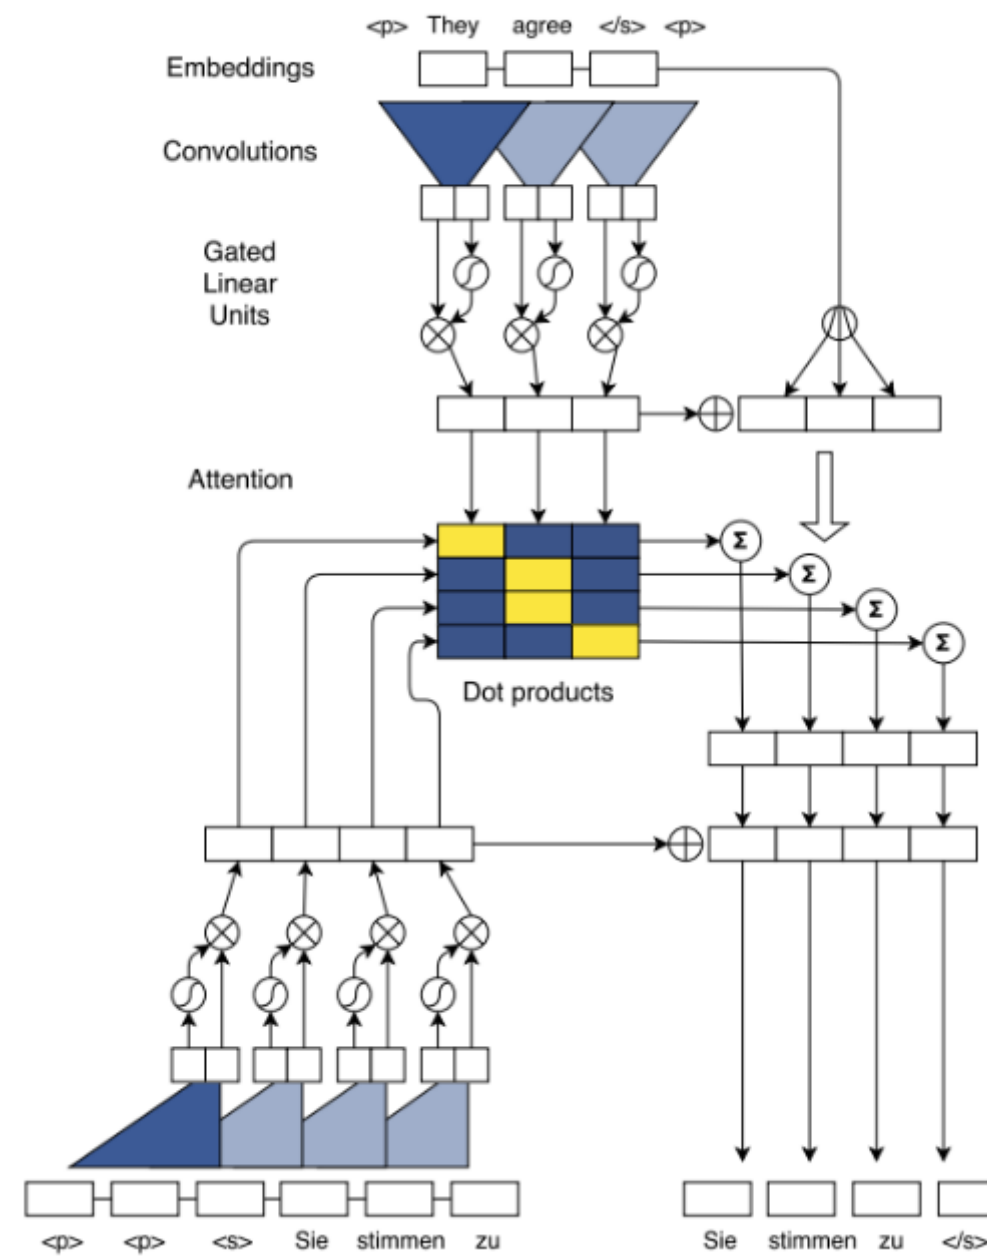 <p> They agree </s> <p>
Embeddings
Convolutions
Gated
Linear
Units
Attention
Σ
Σ
Σ
Σ
Dot products
<p> <p> <s> Sie stimmen zu
Sie stimmen zu </s>